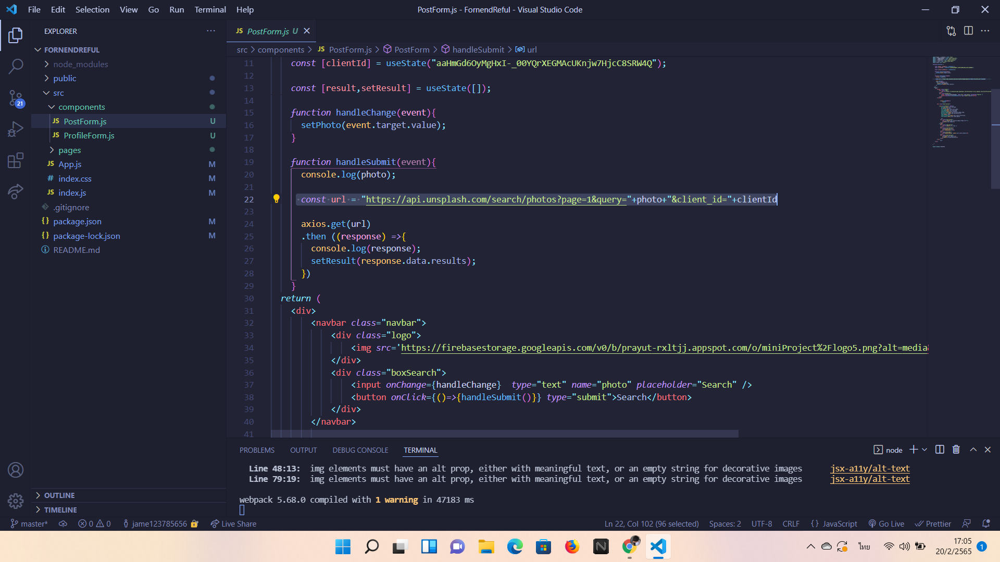 File Edit Selection View Go Run Terminal Help
PostForm.js - FornendReful - Visual Studio Code
EXPLORER
FORNENDREFUL
node_modules
public
src
components
PostForm.js U
ProfileForm.js U
pages
App.js M
index.css M
index.js M
.gitignore
package.json M
package-lock.json M
README.md
OUTLINE
TIMELINE
21
JS PostForm.js U
src > components > JS PostForm.js > PostForm > handleSubmit > url
11 const [clientId] = useState("aaHmGd6OyMgHxI-_00YQrXEGMAcUKnjw7HjcC8SRW4Q");
12
13 const [result,setResult] = useState([]);
14
15 function handleChange(event){
16 setPhoto(event.target.value);
17 }
18
19 function handleSubmit(event){
20 console.log(photo);
21
22 const url = "https://api.unsplash.com/search/photos?page=1&query="+photo+"&client_id="+clientId
23
24 axios.get(url)
25 .then ((response) =>{
26 console.log(response);
27 setResult(response.data.results);
28 })
29 }
30 return (
31 <div>
32 <navbar class="navbar">
33 <div class="logo">
34 <img src='https://firebasestorage.googleapis.com/v0/b/prayut-rxltjj.appspot.com/o/miniProject%2Flogo5.png?alt=media
35 </div>
36 <div class="boxSearch">
37 <input onChange={handleChange}  type="text" name="photo" placeholder="Search" />
38 <button onClick={()=>{handleSubmit()}} type="submit">Search</button>
39 </div>
40 </navbar>
41
PROBLEMS OUTPUT DEBUG CONSOLE TERMINAL
node
Line 48:13: img elements must have an alt prop, either with meaningful text, or an empty string for decorative images jsx-a11y/alt-text
Line 79:19: img elements must have an alt prop, either with meaningful text, or an empty string for decorative images jsx-a11y/alt-text
webpack 5.68.0 compiled with 1 warning in 47183 ms
master* 0 0 jame123785656 Live Share
Ln 22, Col 102 (96 selected) Spaces: 2 UTF-8 CRLF {} JavaScript Go Live Prettier
ไทย
17:05
20/2/2565
1